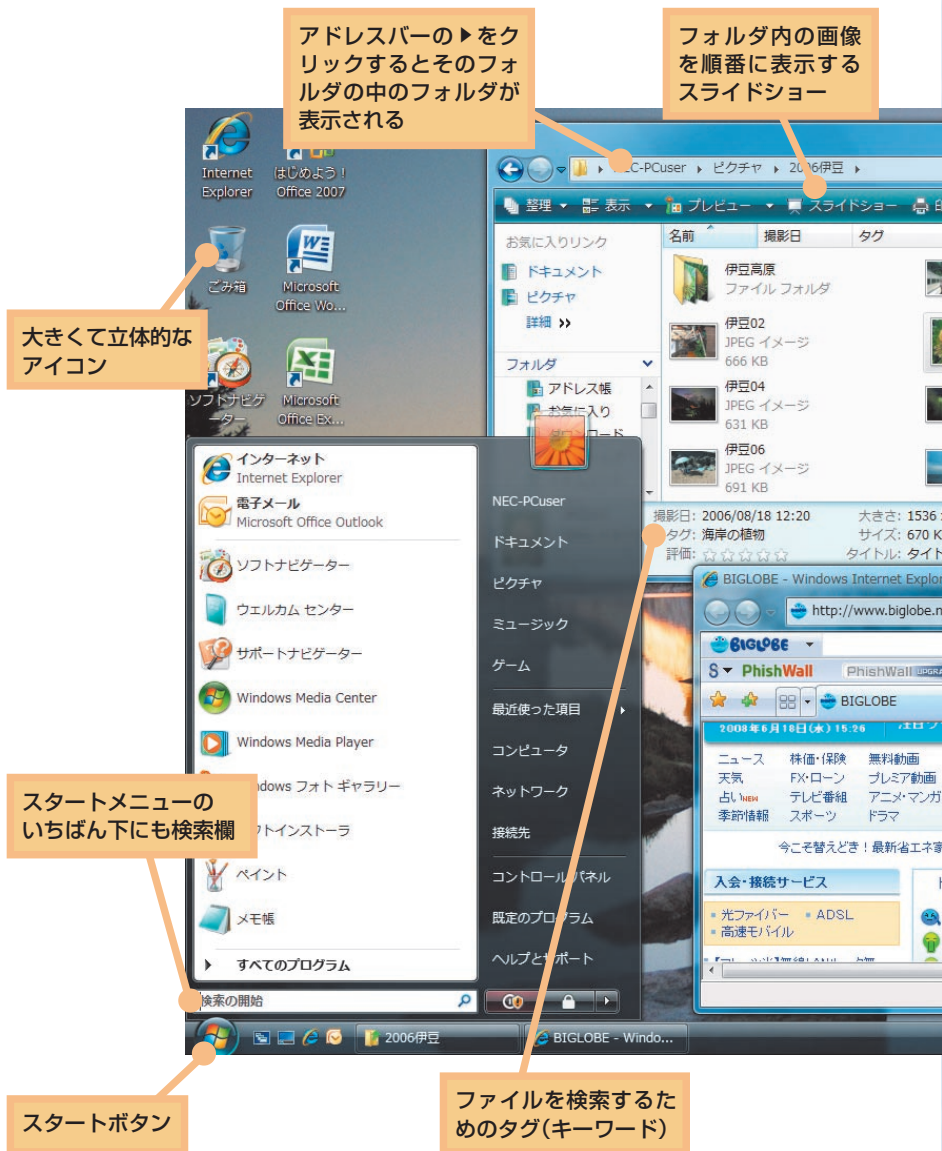 アドレスバーの▶をク
リックするとそのフォ
ルダの中のフォルダが
表示される
フォルダ内の画像
を順番に表示する
スライドショー
Internet
Explorer
はじめよう!
Office 2007
ごみ箱
Microsoft
Office Wo...
大きくて立体的な
アイコン
ソフトナビゲ
ーター
Microsoft
Office Ex...
EC-PCuser ▶ ピクチャ ▶ 2006伊豆 ▶
整理 ▼ 表示 ▼ プレビュー ▼ スライドショー
お気に入りリンク
ドキュメント
ピクチャ
詳細 >>
フォルダ
アドレス帳
お気に入り
名前 撮影日 タグ
伊豆高原
ファイル フォルダ
伊豆02
JPEG イメージ
666 KB
伊豆04
JPEG イメージ
631 KB
伊豆06
JPEG イメージ
691 KB
撮影日: 2006/08/18 12:20 大きさ: 1536
タグ: 海岸の植物 サイズ: 670 K
評価: ☆☆☆☆☆ タイトル: タイト
インターネット
Internet Explorer
電子メール
Microsoft Office Outlook
ソフトナビゲーター
ウェルカム センター
サポートナビゲーター
Windows Media Center
Windows Media Player
ndows フォト ギャラリー
フトインストーラ
ペイント
メモ帳
▶ すべてのプログラム
検索の開始
NEC-PCuser
ドキュメント
ピクチャ
ミュージック
ゲーム
最近使った項目 ▶
コンピュータ
ネットワーク
接続先
コントロール パネル
既定のプログラム
ヘルプとサポート
スタートメニューの
いちばん下にも検索欄
BIGLOBE - Windows Internet Explor
http://www.biglobe.n
BIGLOBE
PhishWall PhishWall
BIGLOBE
2008年6月18日(水) 15:26
ニュース 株価・保険 無料動画
天気 FX・ローン プレミア動画
占い NEW テレビ番組 アニメ・マンガ
季節情報 スポーツ ドラマ
今こそ替えどき!最新省エネ家
入会・接続サービス
光ファイバー ADSL
高速モバイル
2006伊豆
BIGLOBE - Windo...
スタートボタン
ファイルを検索するた
めのタグ(キーワード)